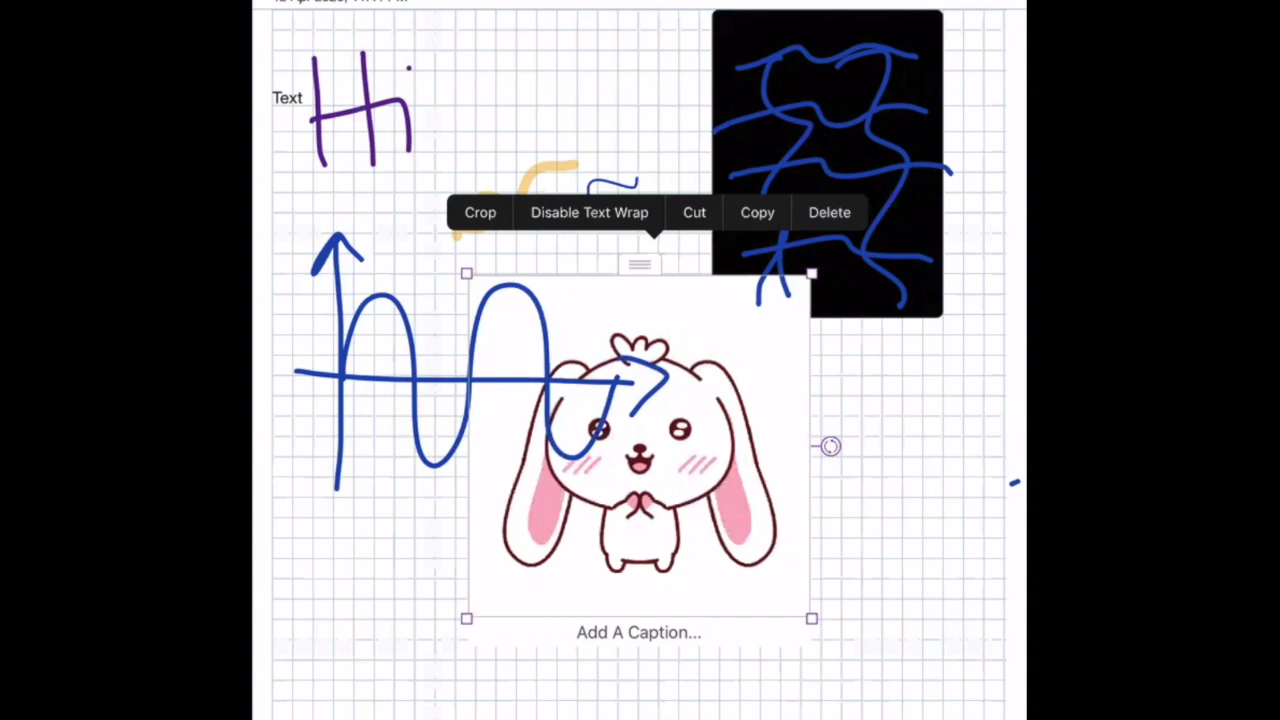 Hi
Text
Crop
Disable Text Wrap
Cut
Copy
Delete
Add A Caption...